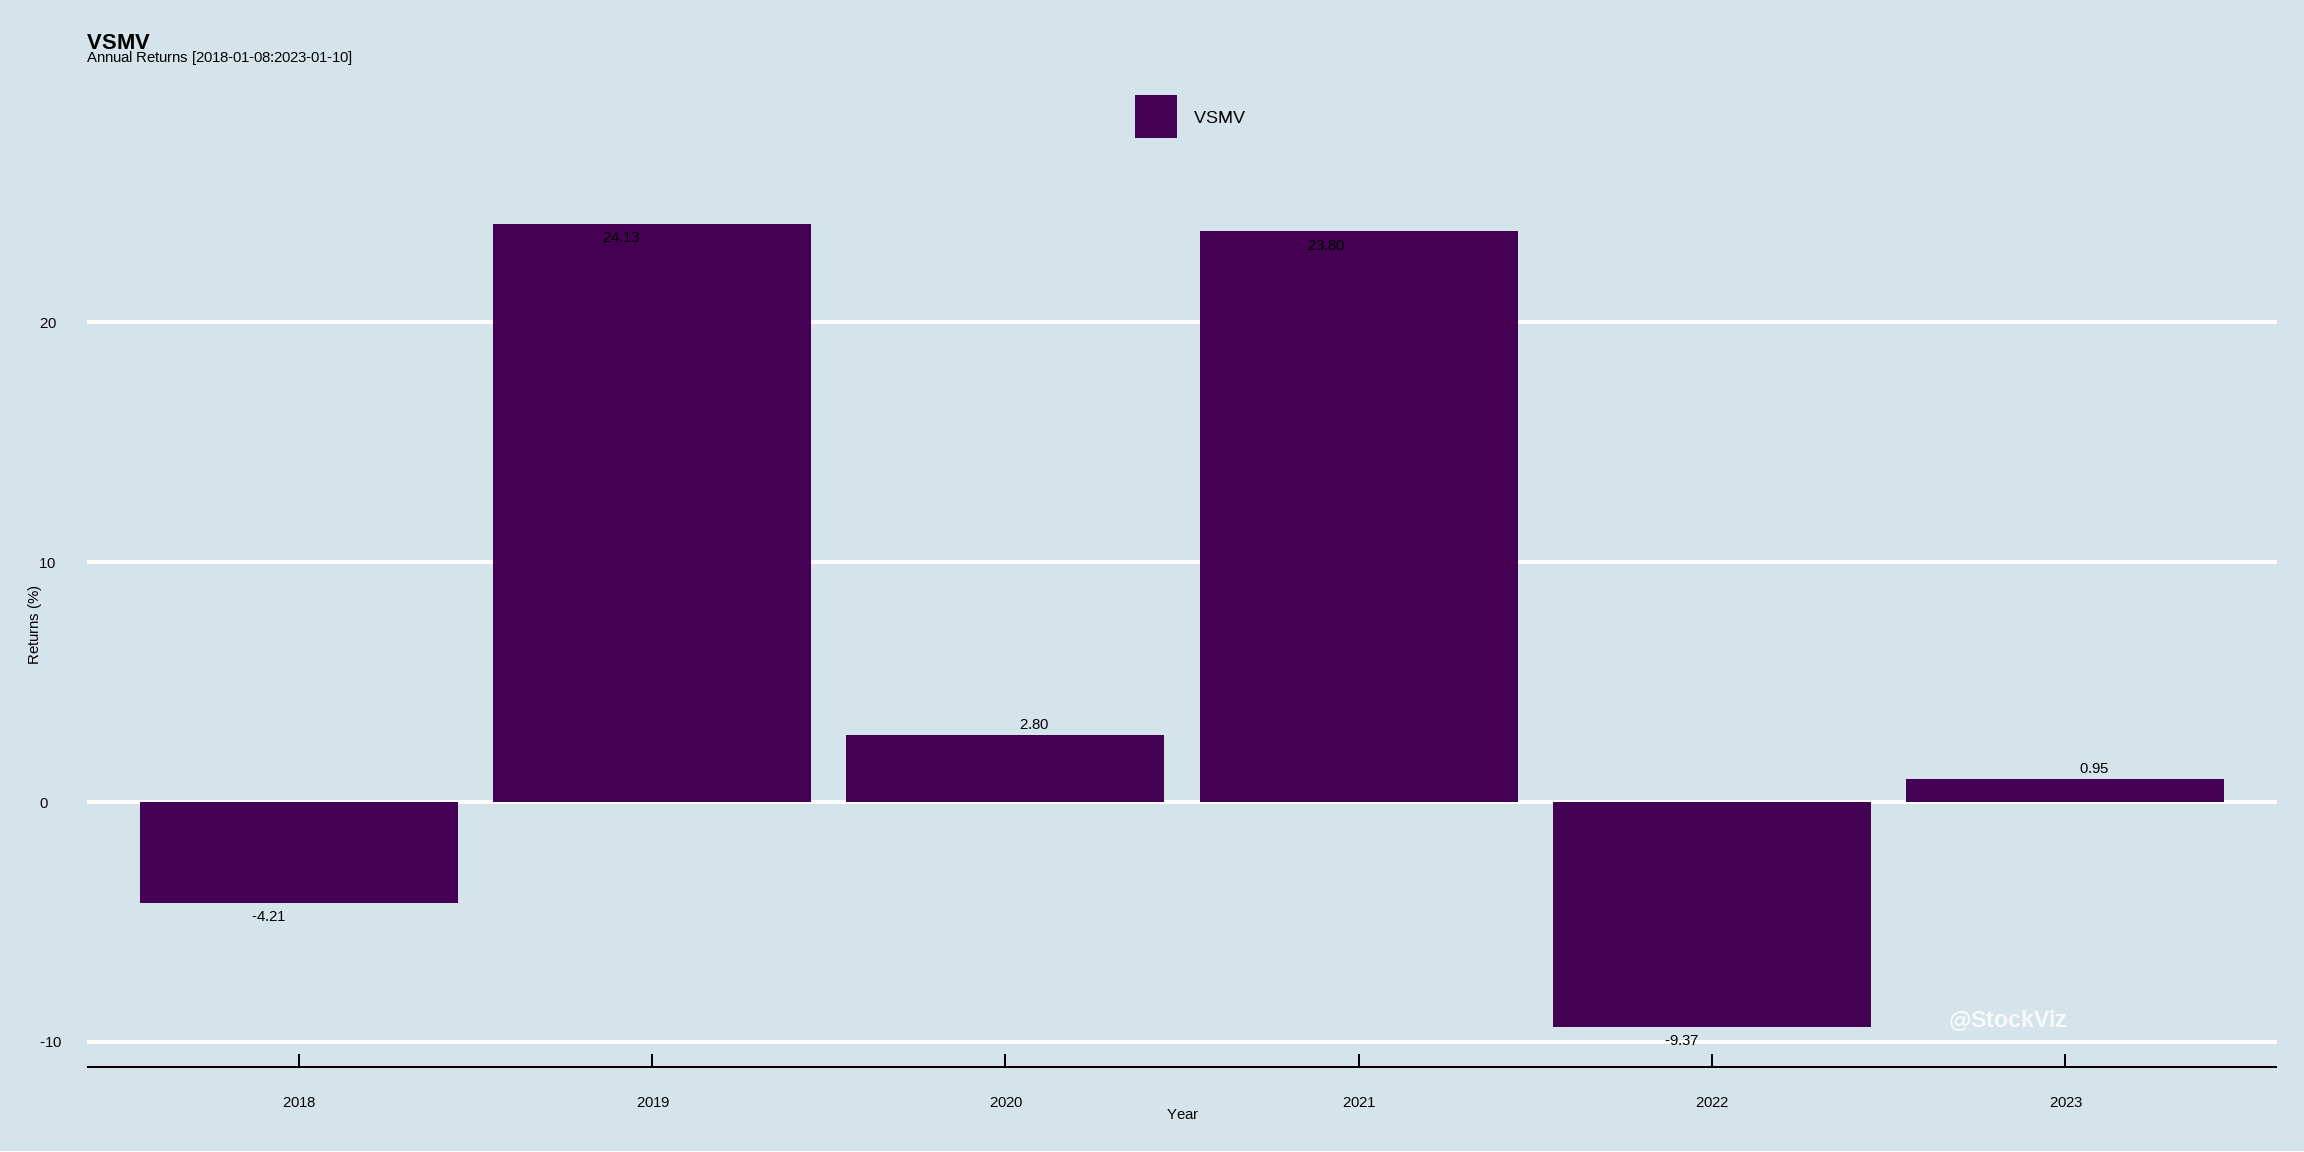 VSMV
Annual Returns [2018-01-08:2023-01-10]
VSMV
24.13
23.80
20
10
Returns (%)
2.80
0.95
0
-4.21
@StockViz
-9.37
-10
2018 2019 2020 2021 2022 2023
Year